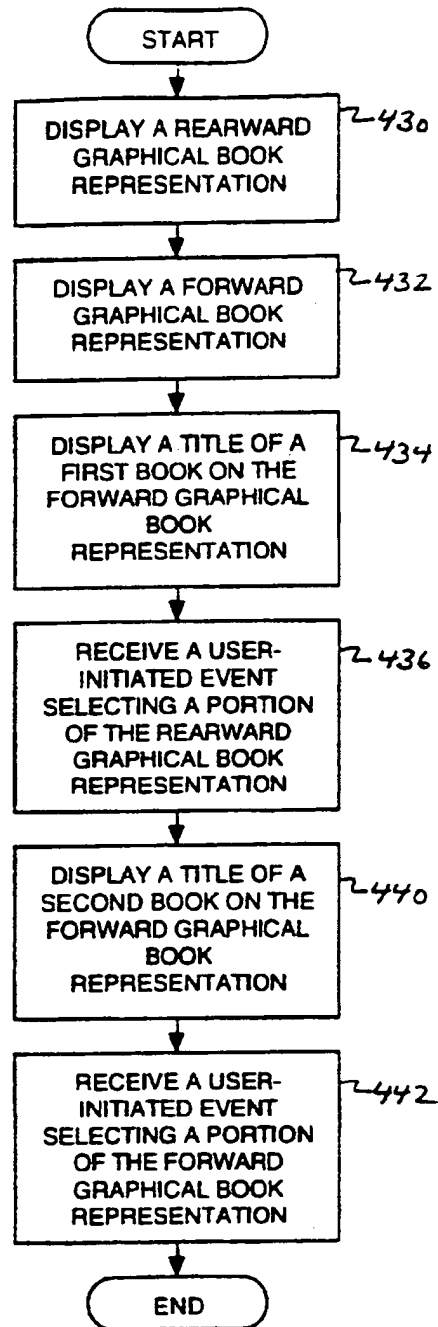 START
DISPLAY A REARWARD
GRAPHICAL BOOK
REPRESENTATION
430
DISPLAY A FORWARD
GRAPHICAL BOOK
REPRESENTATION
432
DISPLAY A TITLE OF A
FIRST BOOK ON THE
FORWARD GRAPHICAL
BOOK
REPRESENTATION
434
RECEIVE A USER-
INITIATED EVENT
SELECTING A PORTION
OF THE REARWARD
GRAPHICAL BOOK
REPRESENTATION
436
DISPLAY A TITLE OF A
SECOND BOOK ON THE
FORWARD GRAPHICAL
BOOK
REPRESENTATION
440
RECEIVE A USER-
INITIATED EVENT
SELECTING A PORTION
OF THE FORWARD
GRAPHICAL BOOK
REPRESENTATION
442
END